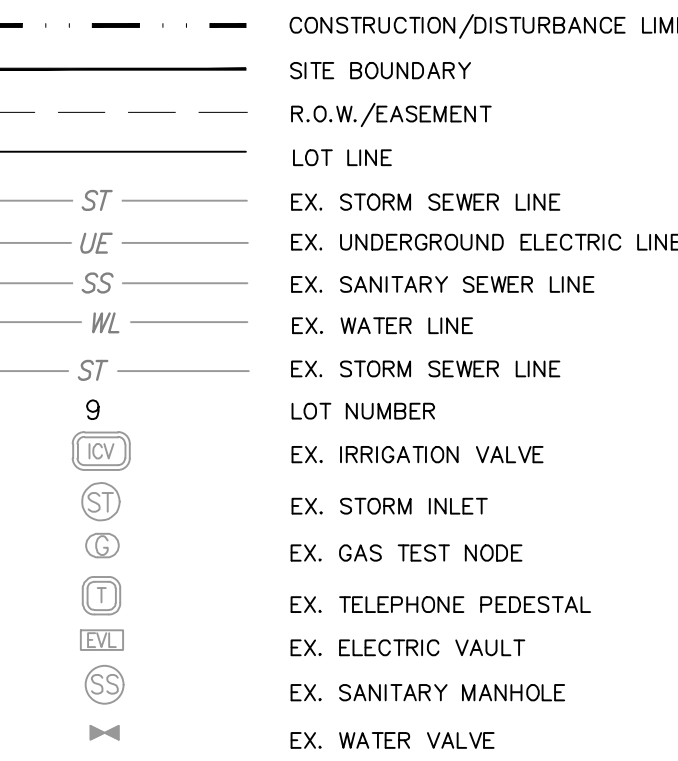 CONSTRUCTION/DISTURBANCE
SITE BOUNDARY
R.O.W./EASEMENT
LOT LINE
ST EX. STORM SEWER LINE
UE EX. UNDERGROUND ELECTRIC LINE
SS EX. SANITARY SEWER LINE
WL EX. WATER LINE
ST EX. STORM SEWER LINE
9 LOT NUMBER
ICV EX. IRRIGATION VALVE
ST EX. STORM INLET
G EX. GAS TEST NODE
T EX. TELEPHONE PEDESTAL
EVL EX. ELECTRIC VAULT
SS EX. SANITARY MANHOLE
EX. WATER VALVE